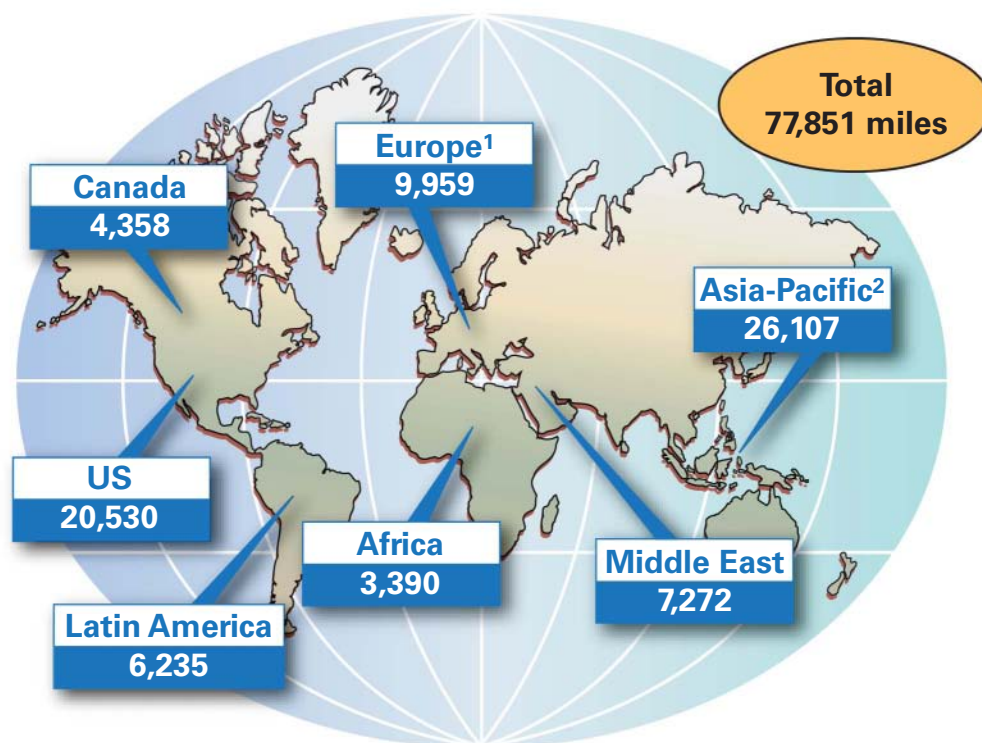 Total
77,851 miles
Europe¹
9,959
Canada
4,358
Asia-Pacific²
26,107
US
20,530
Africa
3,390
Middle East
7,272
Latin America
6,235